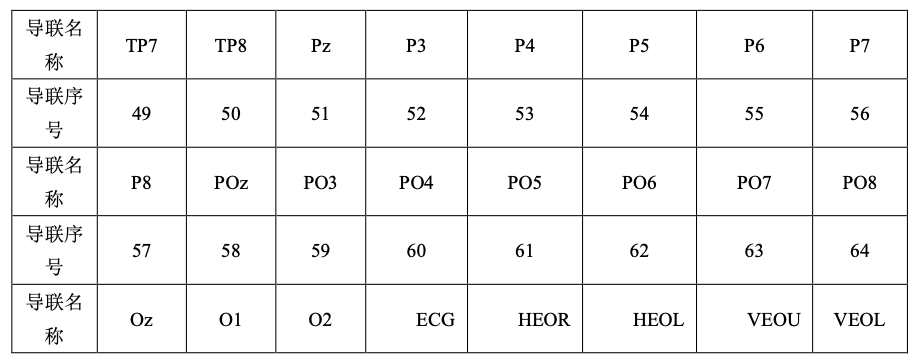 导联名称 TP7 TP8 Pz P3 P4 P5 P6 P7
导联序号 49 50 51 52 53 54 55 56
导联名称 P8 POz PO3 PO4 PO5 PO6 PO7 PO8
导联序号 57 58 59 60 61 62 63 64
导联名称 Oz O1 O2 ECG HEOR HEOL VEOU VEOL